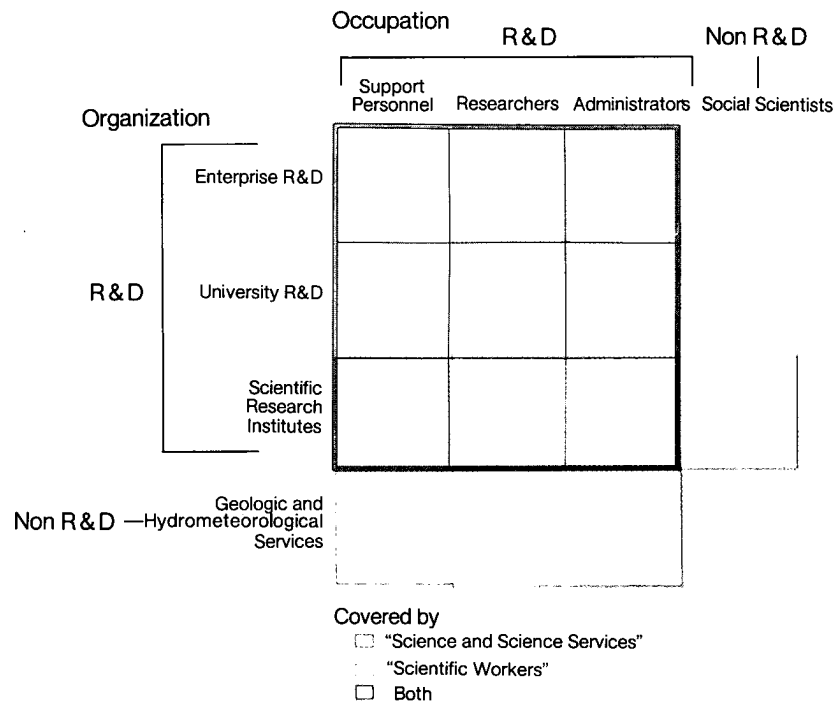 Occupation
R & D
Non R & D
Support
Personnel
Researchers
Administrators
Social Scientists
Organization
Enterprise R&D
R & D
University R&D
Scientific
Research
Institutes
Non R & D
Geologic and
Hydrometeorological
Services
Covered by
"Science and Science Services"
"Scientific Workers"
Both